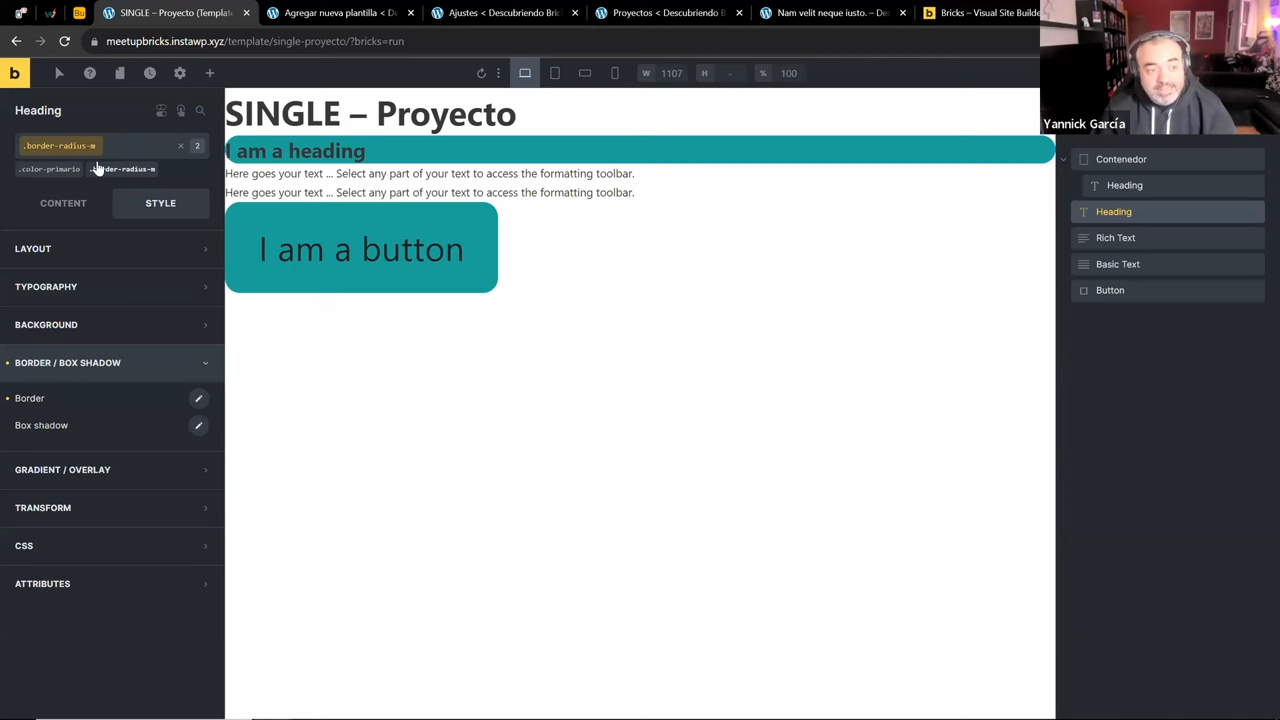 SINGLE – Proyecto (Templat
Agregar nueva plantilla < D
Ajustes < Descubriendo Bric
Proyectos < Descubriendo B
Nam velit neque iusto. – De
Bricks – Visual Site Builde
meetupbricks.instawp.xyz/template/single-proyecto/?bricks=run
b
W 1107 H - % 100
Heading
.border-radius-m
2
.color-primario
rder-radius-m
CONTENT
STYLE
LAYOUT
TYPOGRAPHY
BACKGROUND
BORDER / BOX SHADOW
Border
Box shadow
GRADIENT / OVERLAY
TRANSFORM
CSS
ATTRIBUTES
SINGLE – Proyecto
I am a heading
Here goes your text ... Select any part of your text to access the formatting toolbar.
Here goes your text ... Select any part of your text to access the formatting toolbar.
I am a button
Yannick García
Contenedor
Heading
Heading
Rich Text
Basic Text
Button